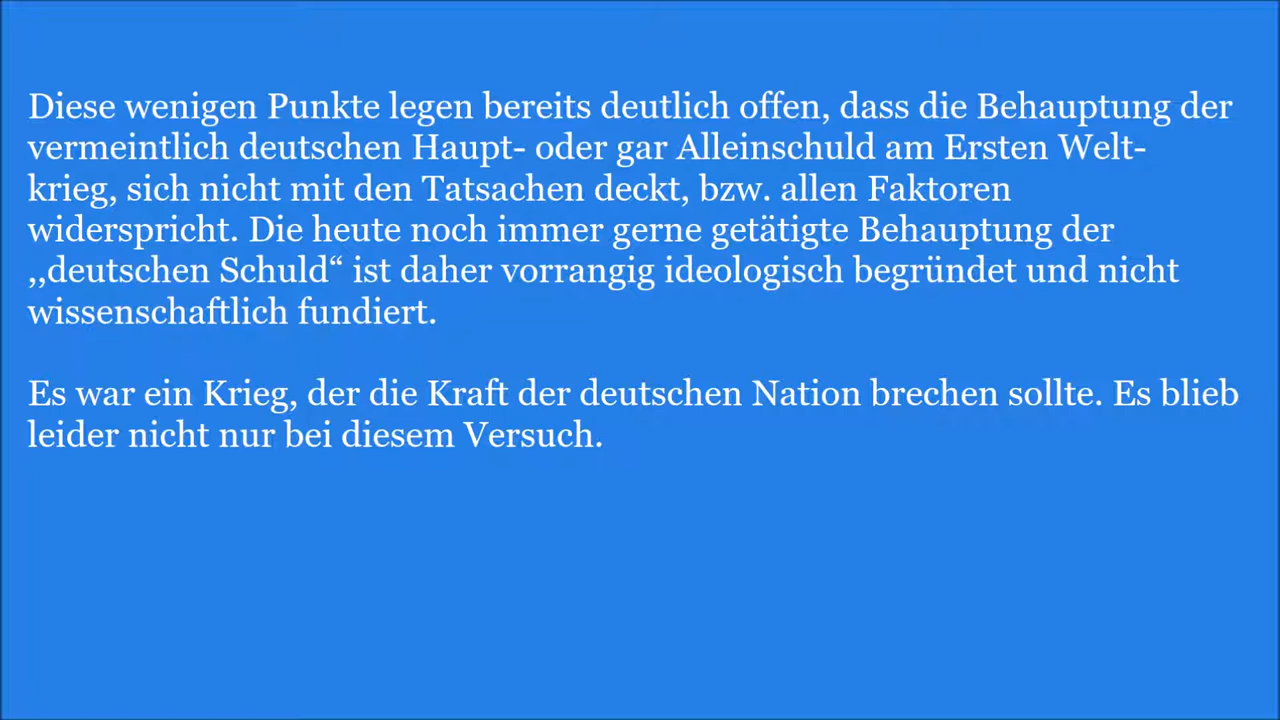 Diese wenigen Punkte legen bereits deutlich offen, dass die Behauptung der
vermeintlich deutschen Haupt- oder gar Alleinschuld am Ersten Welt-
krieg, sich nicht mit den Tatsachen deckt, bzw. allen Faktoren
widerspricht. Die heute noch immer gerne getätigte Behauptung der
,,deutschen Schuld“ ist daher vorrangig ideologisch begründet und nicht
wissenschaftlich fundiert.
Es war ein Krieg, der die Kraft der deutschen Nation brechen sollte. Es blieb
leider nicht nur bei diesem Versuch.